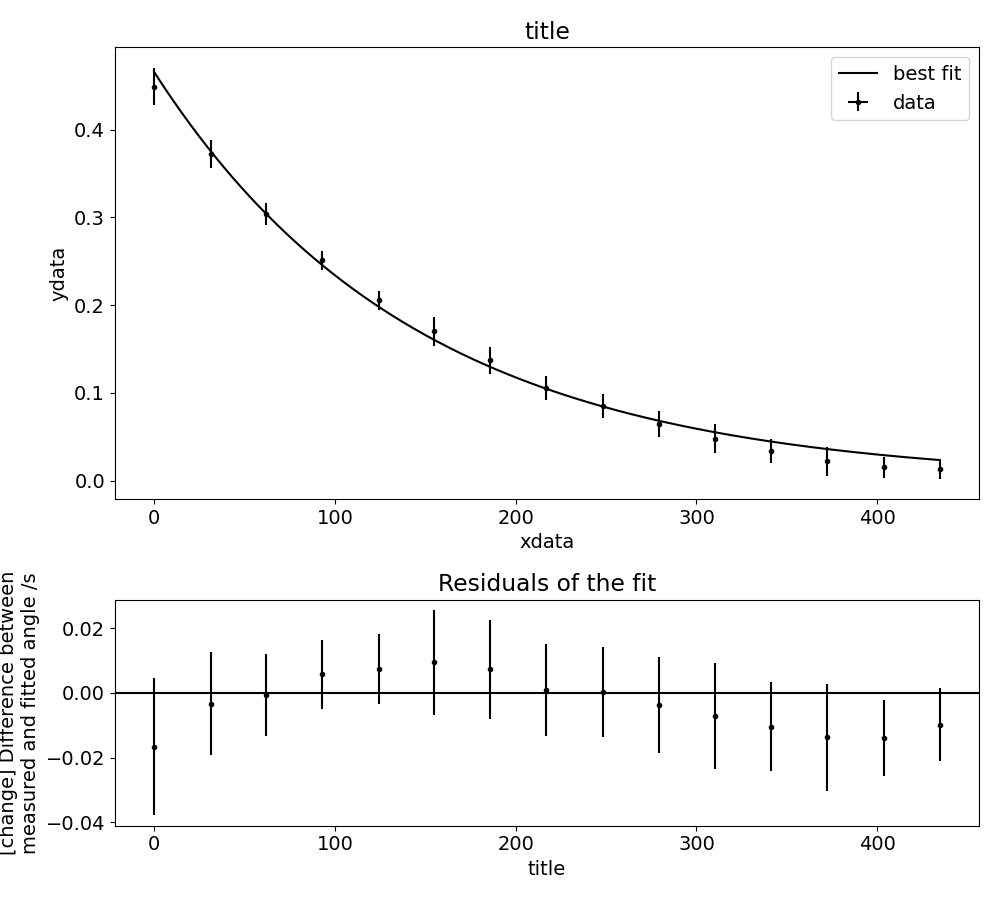 title
best fit
data
0.4
0.3
0.2
0.1
0.0
ydata
0
100
200
300
400
xdata
Residuals of the fit
[change] Difference between
measured and fitted angle /s
0.02
0.00
−0.02
−0.04
0
100
200
300
400
title